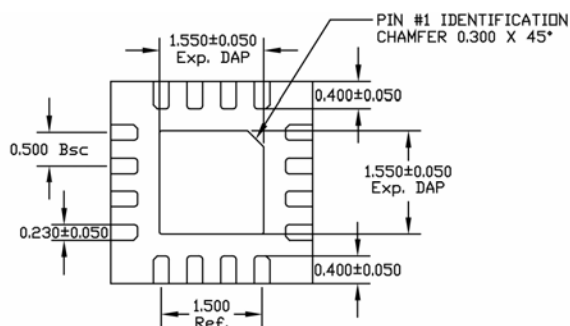 PIN #1 IDENTIFICATION
CHAMFER 0.300 X 45°
1.550±0.050
Exp. DAP
0.400±0.050
0.500 Bsc
1.550±0.050
Exp. DAP
0.230±0.050
0.400±0.050
1.500
Ref.